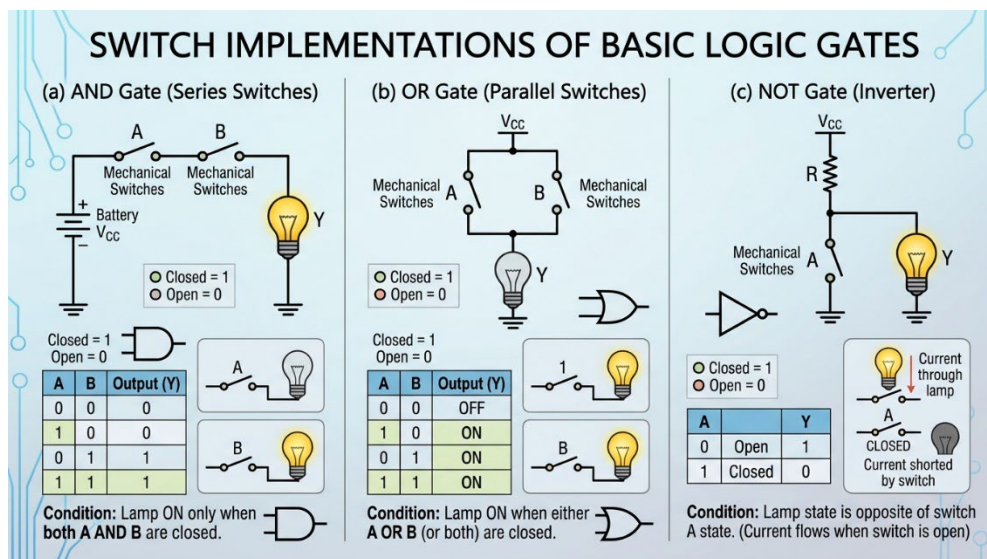 SWITCH IMPLEMENTATIONS OF BASIC LOGIC GATES
(a) AND Gate (Series Switches)
A
B
Mechanical
Switches
Mechanical
Switches
+
Battery
VCC
−
Y
Closed = 1
Open = 0
Closed = 1
Open = 0
A B Output (Y)
0 0 0
1 0 0
0 1 1
1 1 1
A
B
Condition: Lamp ON only when
both A AND B are closed.
(b) OR Gate (Parallel Switches)
VCC
Mechanical
Switches
A
B
Mechanical
Switches
Y
Closed = 1
Open = 0
Closed = 1
Open = 0
A B Output (Y)
0 0 OFF
1 0 ON
0 1 ON
1 1 ON
1
B
Condition: Lamp ON when either
A OR B (or both) are closed.
(c) NOT Gate (Inverter)
VCC
R
Mechanical
Switches
A
Y
Closed = 1
Open = 0
A Y
0 Open 1
1 Closed 0
Current
through
lamp
A
CLOSED
Current shorted
by switch
Condition: Lamp state is opposite of switch
A state. (Current flows when switch is open)